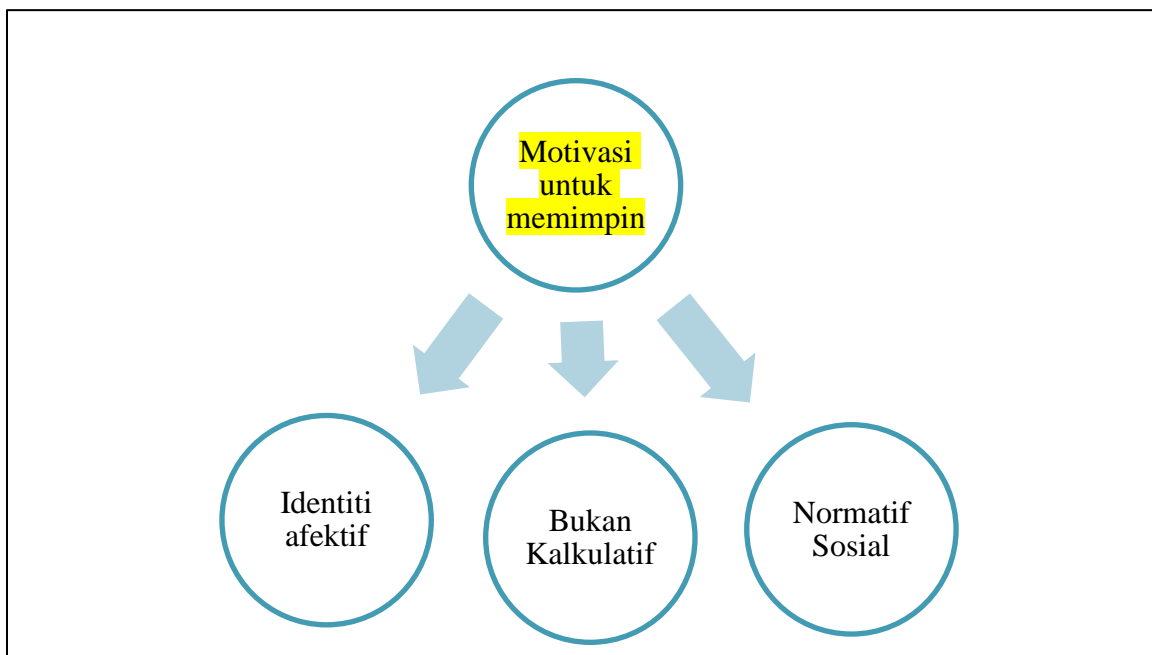 Motivasi
untuk
memimpin
Identiti
afektif
Bukan
Kalkulatif
Normatif
Sosial